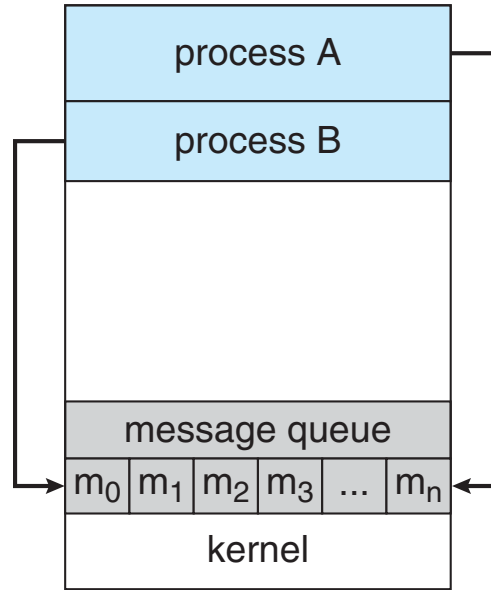 process A
process B
message queue
m₀ m₁ m₂ m₃ ... mₙ
kernel